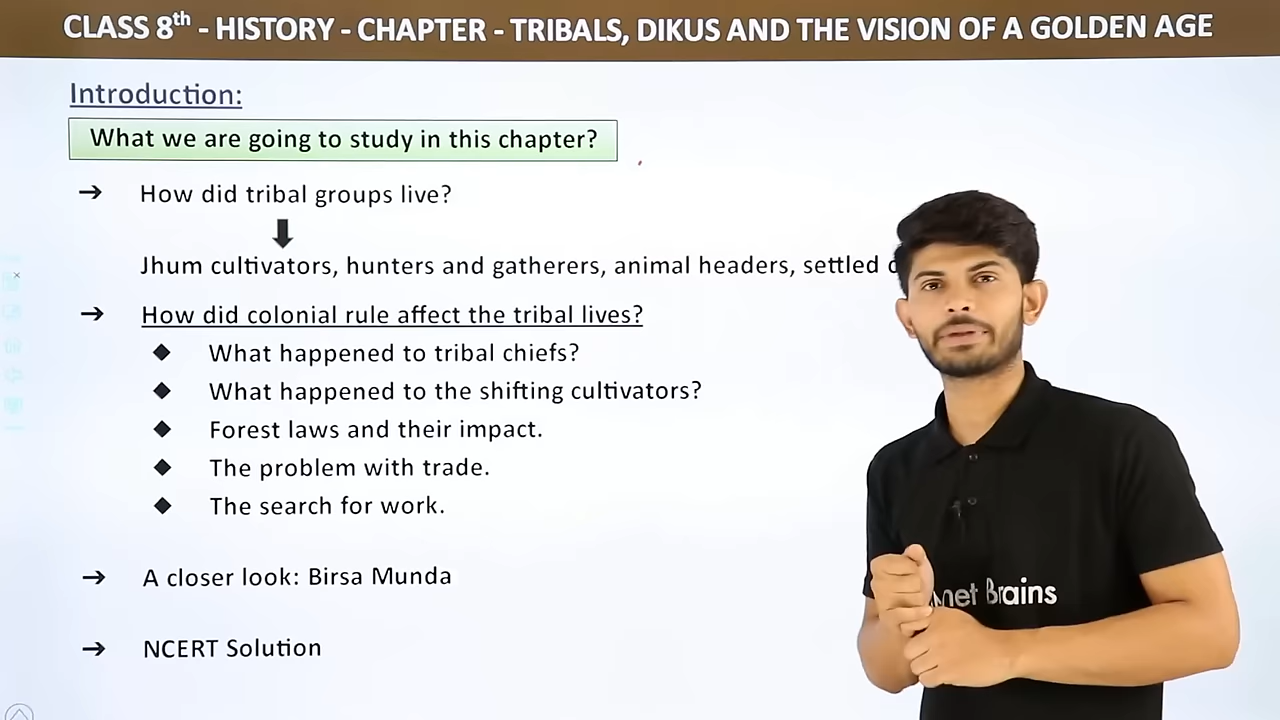 CLASS 8th - HISTORY - CHAPTER - TRIBALS, DIKUS AND THE VISION OF A GOLDEN AGE
Introduction:
What we are going to study in this chapter?
➔ How did tribal groups live?
Jhum cultivators, hunters and gatherers, animal headers, settled
➔ How did colonial rule affect the tribal lives?
◆ What happened to tribal chiefs?
◆ What happened to the shifting cultivators?
◆ Forest laws and their impact.
◆ The problem with trade.
◆ The search for work.
➔ A closer look: Birsa Munda
➔ NCERT Solution
Brains